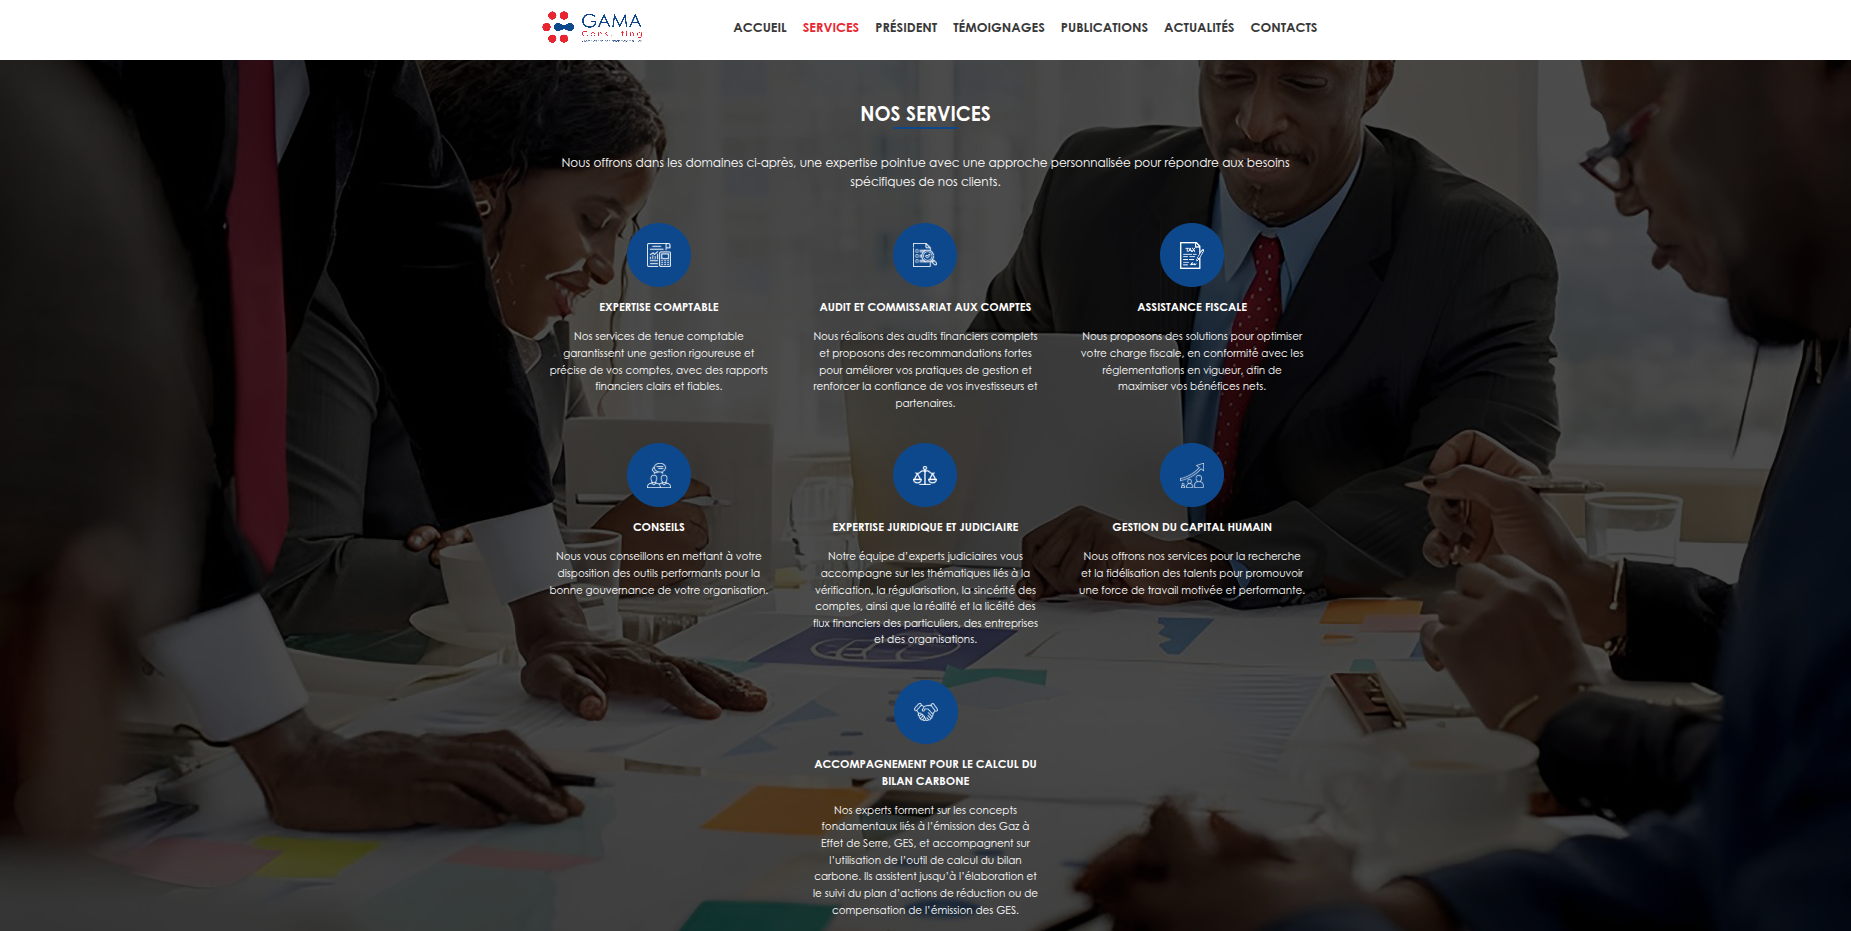 GAMA
Consulting
ACCUEIL SERVICES PRÉSIDENT TÉMOIGNAGES PUBLICATIONS ACTUALITÉS CONTACTS
NOS SERVICES
Nous offrons dans les domaines ci-après, une expertise pointue avec une approche personnalisée pour répondre aux besoins
spécifiques de nos clients.
EXPERTISE COMPTABLE
Nos services de tenue comptable
garantissent une gestion rigoureuse et
précise de vos comptes, avec des rapports
financiers clairs et fiables.
AUDIT ET COMMISSARIAT AUX COMPTES
Nous réalisons des audits financiers complets
et proposons des recommandations fortes
pour améliorer vos pratiques de gestion et
renforcer la confiance de vos investisseurs et
partenaires.
TAX
ASSISTANCE FISCALE
Nous proposons des solutions pour optimiser
votre charge fiscale, en conformité avec les
réglementations en vigueur, afin de
maximiser vos bénéfices nets.
CONSEILS
Nous vous conseillons en mettant à votre
disposition des outils performants pour la
bonne gouvernance de votre organisation.
EXPERTISE JURIDIQUE ET JUDICIAIRE
Notre équipe d'experts judiciaires vous
accompagne sur les thématiques liés à la
vérification, la régularisation, la sincérité des
comptes, ainsi que la réalité et la licéité des
flux financiers des particuliers, des entreprises
et des organisations.
GESTION DU CAPITAL HUMAIN
Nous offrons nos services pour la recherche
et la fidélisation des talents pour promouvoir
une force de travail motivée et performante.
ACCOMPAGNEMENT POUR LE CALCUL DU
BILAN CARBONE
Nos experts forment sur les concepts
fondamentaux liés à l'émission des Gaz à
Effet de Serre, GES, et accompagnent sur
l'utilisation de l'outil de calcul du bilan
carbone. Ils assistent jusqu'à l'élaboration et
le suivi du plan d'actions de réduction ou de
compensation de l'émission des GES.